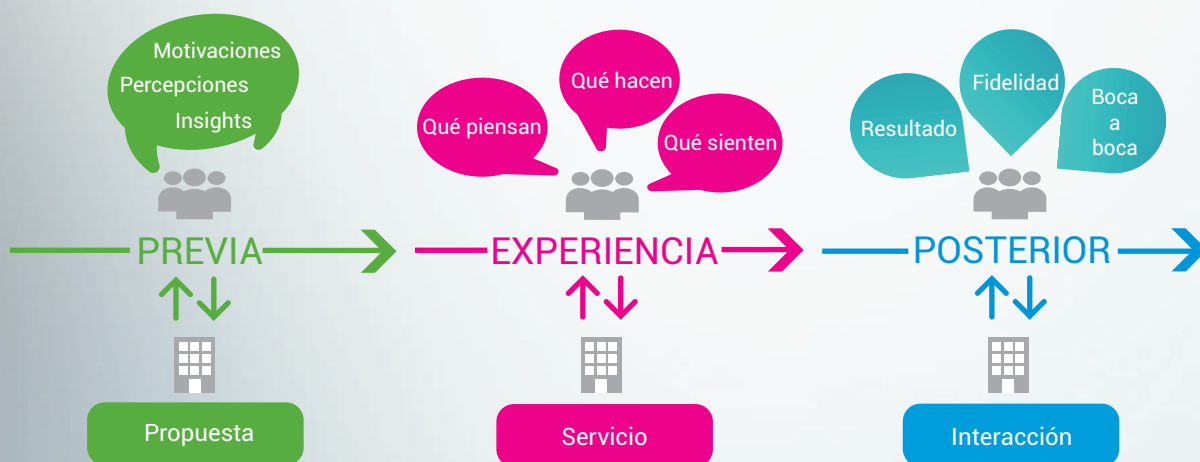 Motivaciones
Percepciones
Insights
Qué piensan
Qué hacen
Qué sienten
Resultado
Fidelidad
Boca
a
boca
PREVIA
EXPERIENCIA
POSTERIOR
Propuesta
Servicio
Interacción